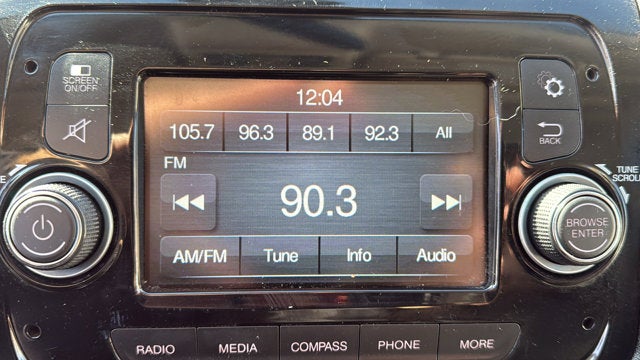 SCREEN
ON/OFF
12:04
105.7 96.3 89.1 92.3 All
FM
90.3
AM/FM Tune Info Audio
BACK
TUNE
SCROLL
BROWSE
ENTER
RADIO MEDIA COMPASS PHONE MORE